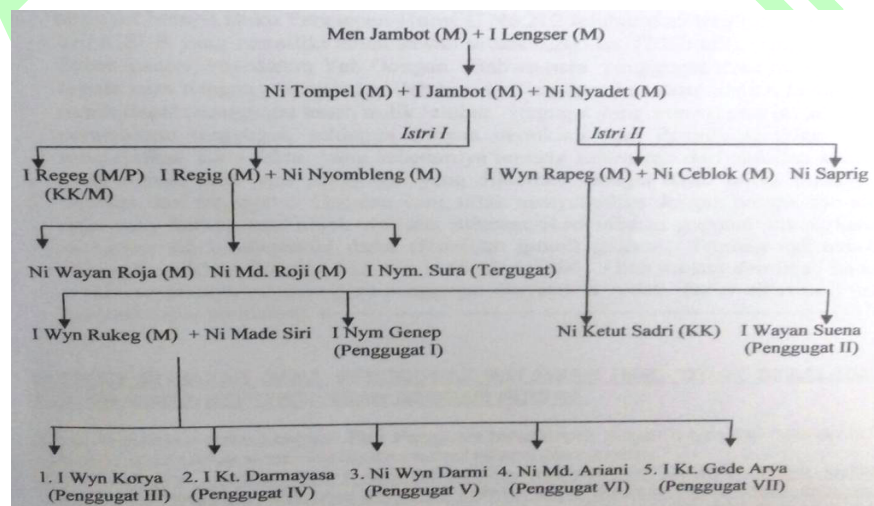 Men Jambot (M) + I Lengser (M)
Ni Tompel (M) + I Jambot (M) + Ni Nyadet (M)
Istri I Istri II
I Regeg (M/P) I Regig (M) + Ni Nyombleng (M) I Wyn Rapeg (M) + Ni Ceblok (M) Ni Saprig
(KK/M)
Ni Wayan Roja (M) Ni Md. Roji (M) I Nym. Sura (Tergugat)
I Wyn Rukeg (M) + Ni Made Siri I Nym Genep Ni Ketut Sadri (KK) I Wayan Suena
(Penggugat I) (Penggugat II)
1. I Wyn Korya 2. I Kt. Darmayasa 3. Ni Wyn Darmi 4. Ni Md. Ariani 5. I Kt. Gede Arya
(Penggugat III) (Penggugat IV) (Penggugat V) (Penggugat VI) (Penggugat VII)